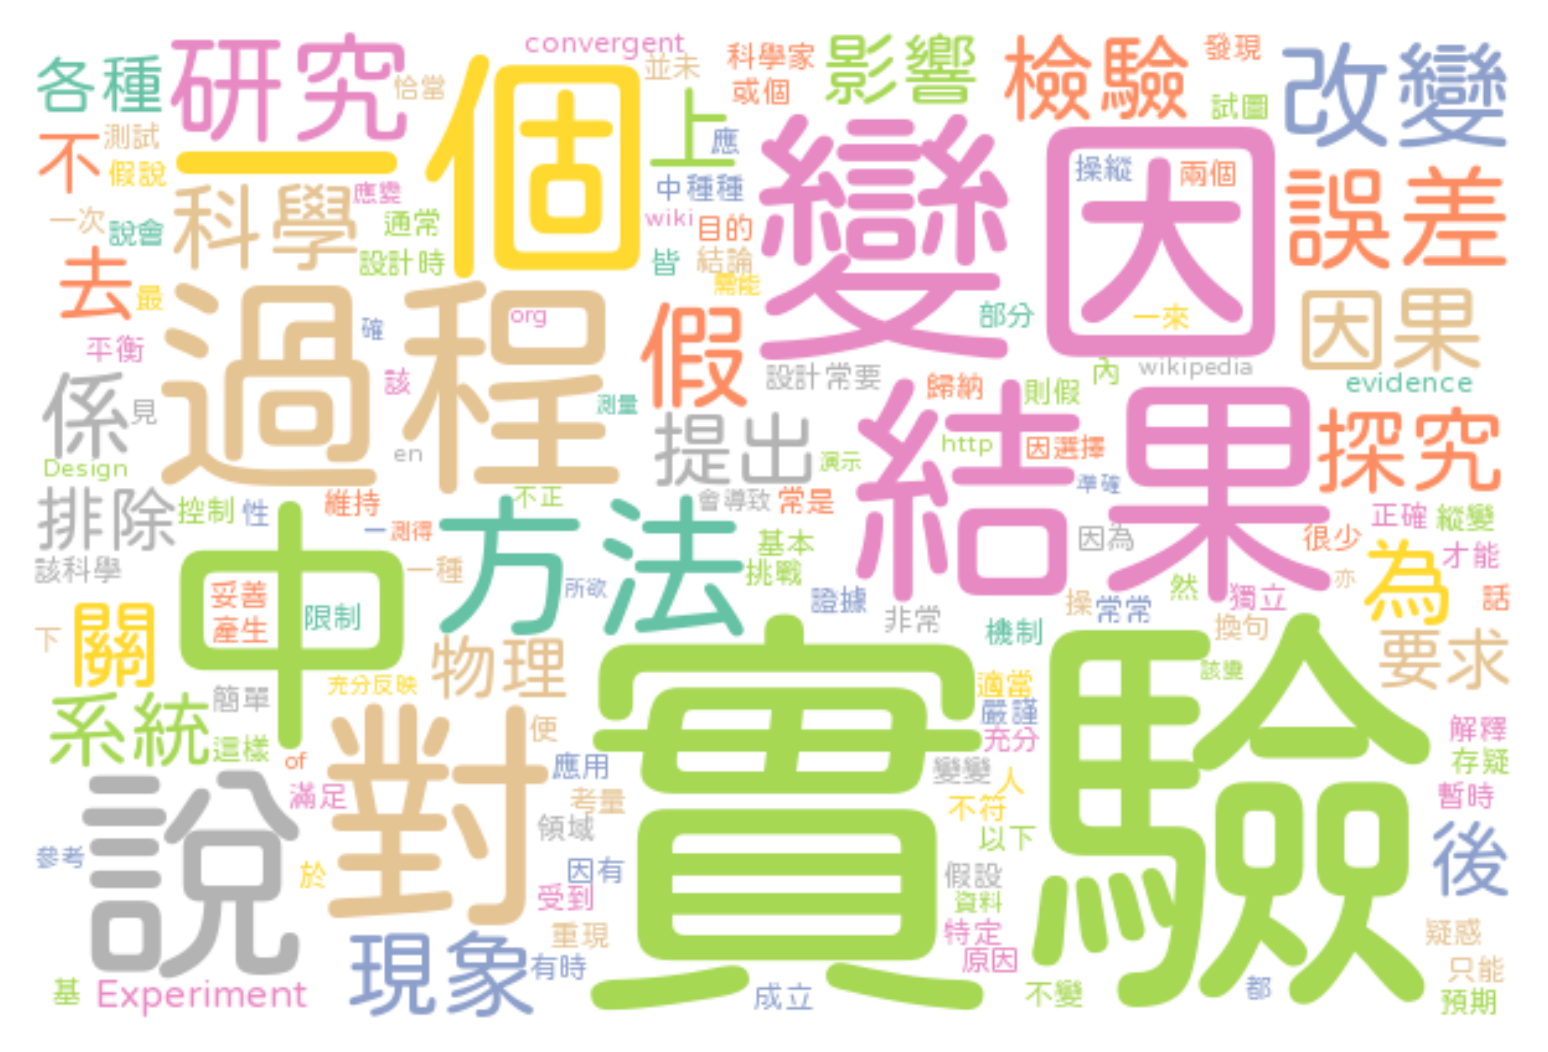 各種
研究
恰當
一個
convergent
並未
科學家
或個
影響
檢驗
發現
試圖
改變
不
測試
假說
上
應
變因
操縱
兩個
誤差
一次
說會
科學
應變
通常
設計時
中種種
wiki
目的
皆
結論
需能
去
最
過程
org
確
部分
一來
因果
平衡
該
測量
假
設計常要
內
wikipedia
evidence
係
見
Design
en
提出
演示
歸納
則假
結果
http
因選擇
準確
探究
排除
控制
性
維持
一
測得
不正
會導致
常是
因為
正確
縱變
很少
才能
該科學
中
一種
方法
所欲
基本
挑戰
證據
非常
操
常常
然
獨立
亦
為
話
妥善
產生
限制
關
下
機制
換句
要求
物理
充分反映
簡單
系統
這樣
of
滿足
便
應用
考量
實驗
適當
嚴謹
充分
該變
變變
人
不符
以下
解釋
存疑
暫時
說
對
領域
參考
於
因有
受到
重現
假設
資料
特定
原因
後
疑惑
只能
預期
基
Experiment
現象
有時
成立
不變
都